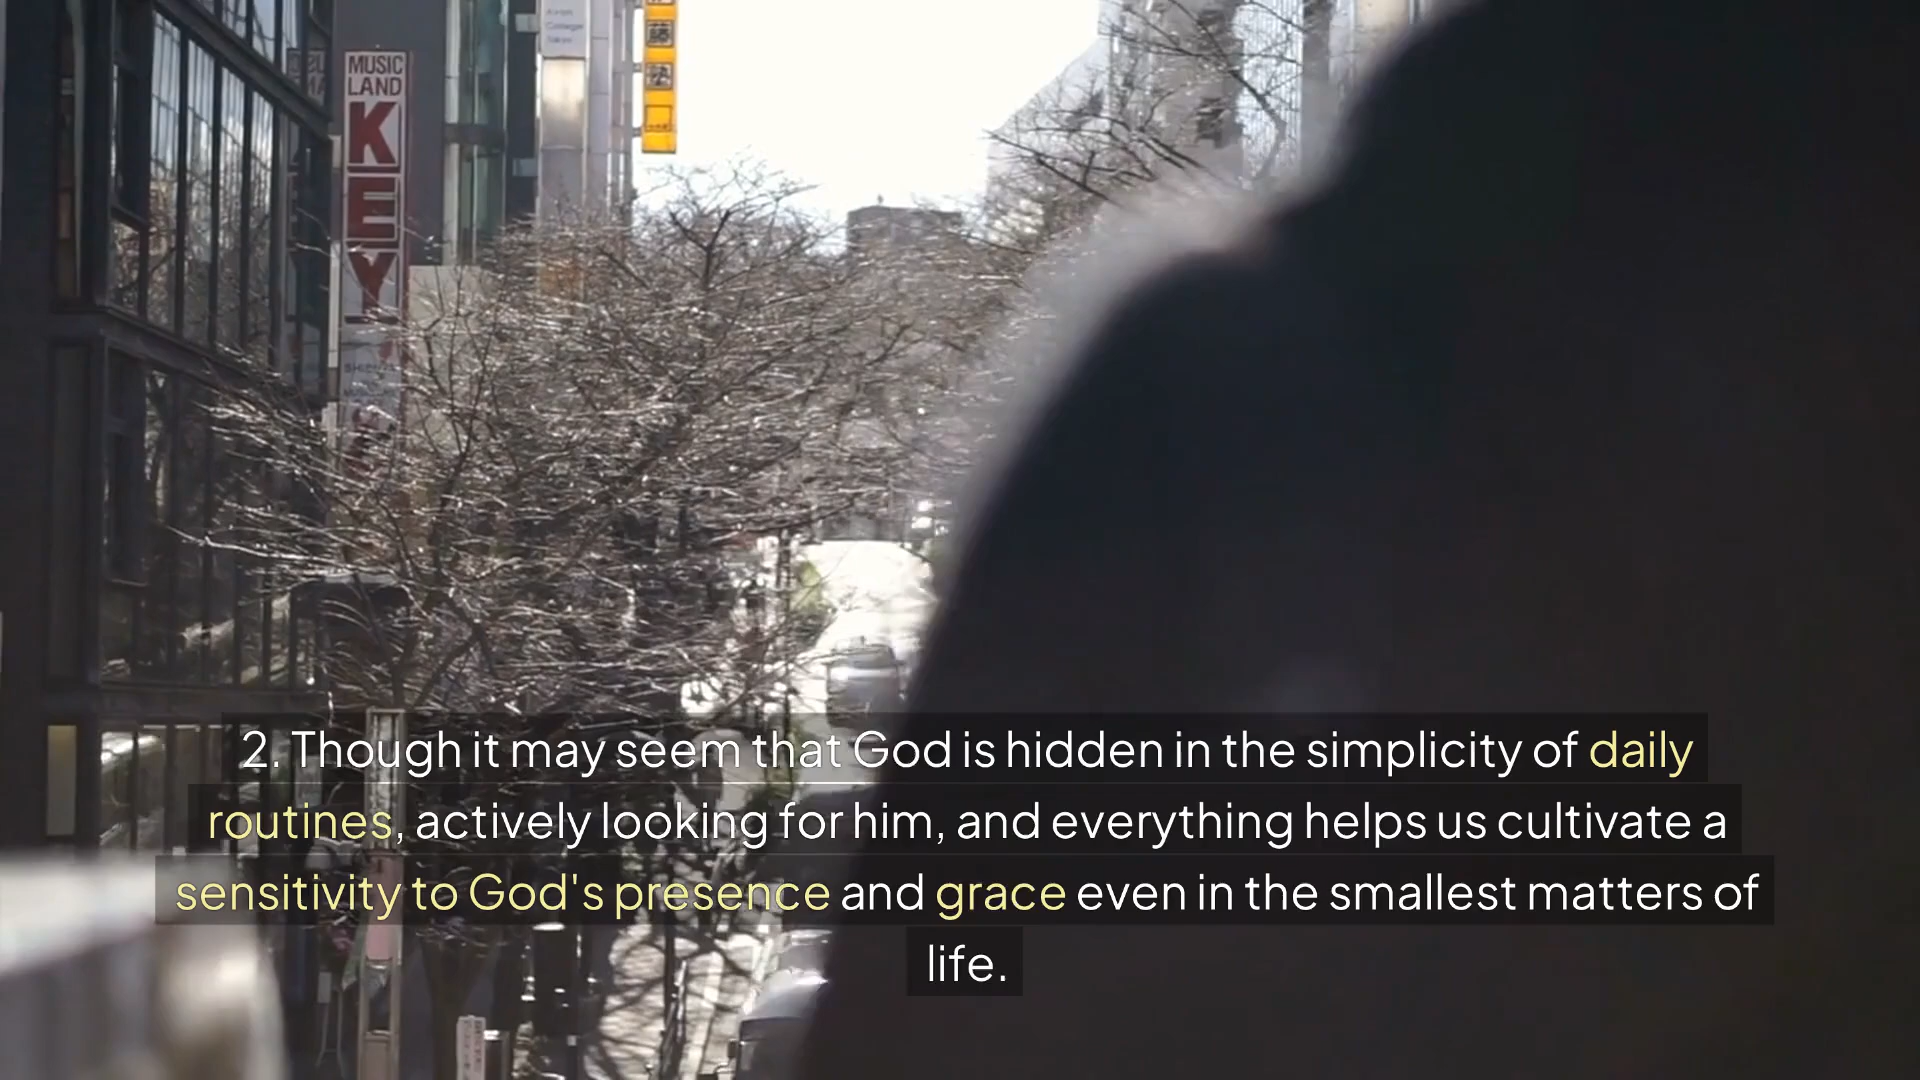 MUSIC
LAND
KEY
2. Though it may seem that God is hidden in the simplicity of daily
routines, actively looking for him, and everything helps us cultivate a
sensitivity to God's presence and grace even in the smallest matters of
life.